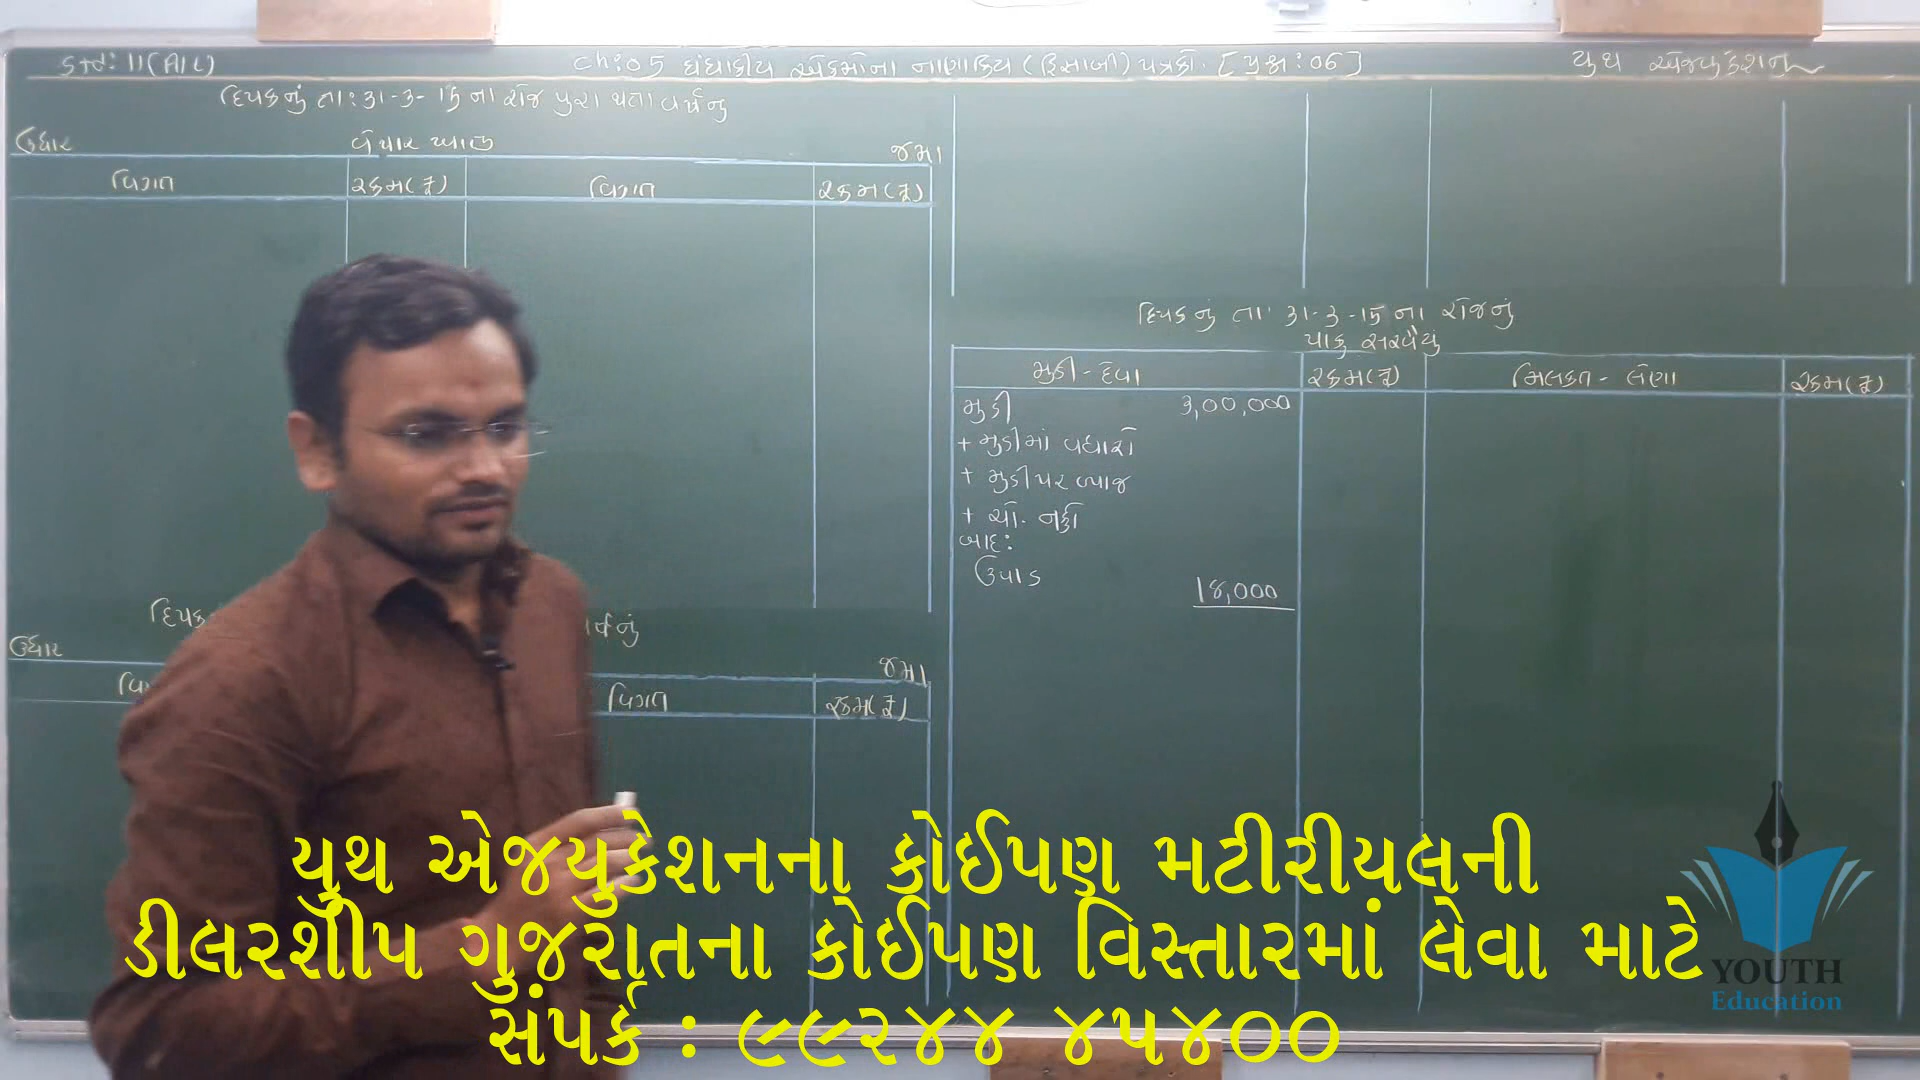 Std: 11 (A/c)
ch:05 ધંધાકીય એકમોના નાણાકિય (હિસાબી) પત્રકો. [પ્રશ્ન:06]
યુથ એજ્યુકેશન
દિપકનું તા:31-3-15 ના રોજ પુરા થતા વર્ષનું
ઉધાર વેપાર ખાતુ જમા
વિગત રકમ(રૂ) વિગત રકમ(રૂ)
દિપક
ર્ષનું
ઉધાર જમા
વિ વિગત રકમ(રૂ)
દિપકનું તા: 31-3-15 ના રોજનું
પાકુ સરવૈયું
મુડી - દેવા રકમ(રૂ) મિલકત - લેણા રકમ(રૂ)
મુડી 3,00,000
+ મુડીમાં વધારો
+ મુડી પર વ્યાજ
+ ચો. નફો
બાદ:
ઉપાડ 18,000
યુથ એજયુકેશનના કોઈપણ મટીરીયલની
ડીલરશીપ ગુજરાતના કોઈપણ વિસ્તારમાં લેવા માટે
સંપર્ક : ૯૯૨૪૪ ૪૫૪૦૦
YOUTH
Education